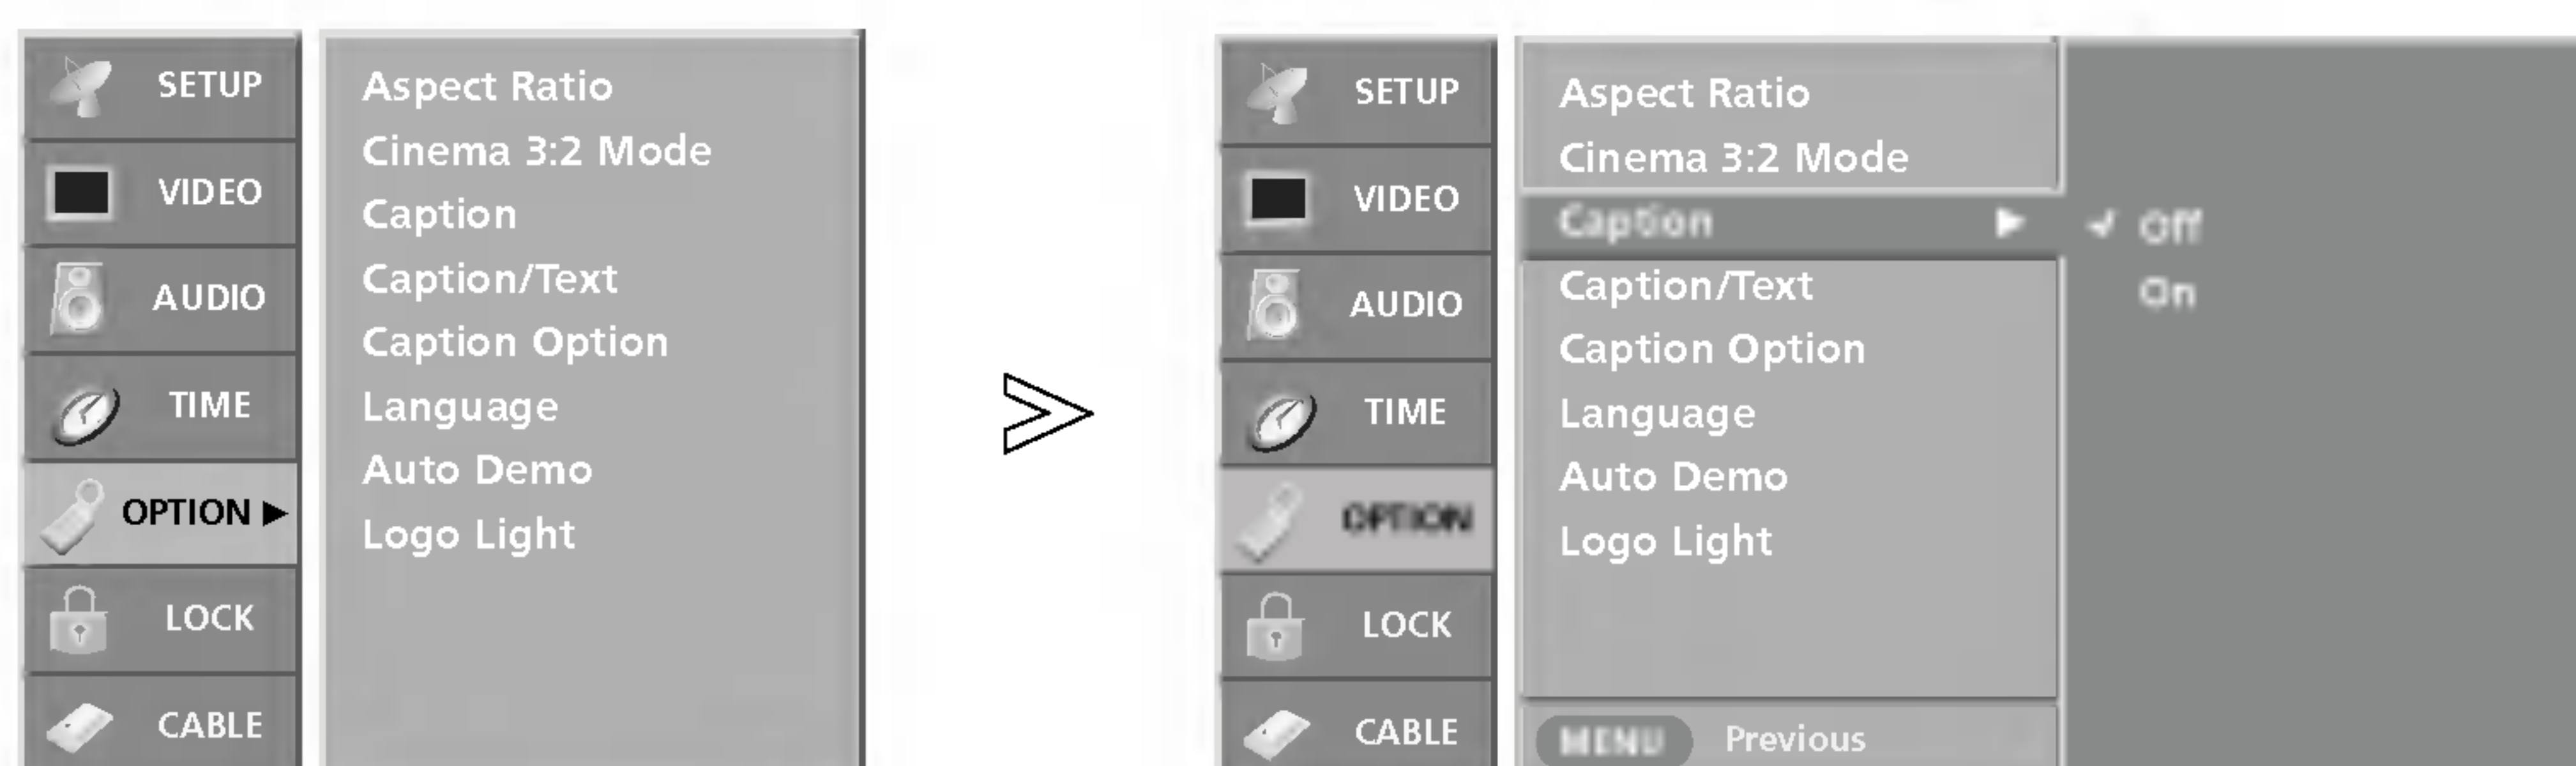 SETUP
VIDEO
AUDIO
TIME
OPTION
LOCK
CABLE
Aspect Ratio
Cinema 3:2 Mode
Caption
Caption/Text
Caption Option
Language
Auto Demo
Logo Light
SETUP
VIDEO
AUDIO
TIME
OPTION
LOCK
CABLE
Aspect Ratio
Cinema 3:2 Mode
Caption
Caption/Text
Caption Option
Language
Auto Demo
Logo Light
MENU Previous
Off
On